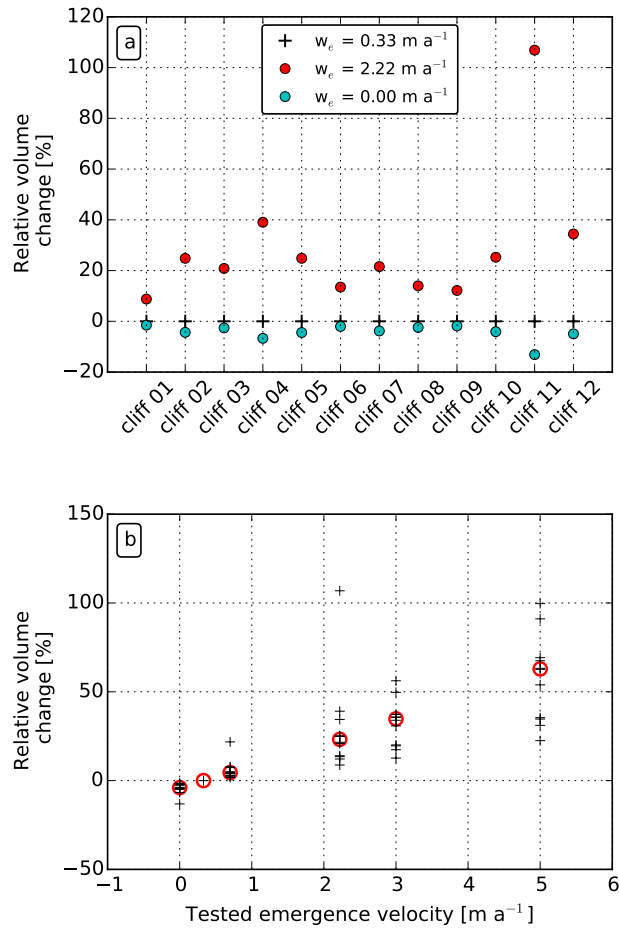 a
w_e = 0.33 m a⁻¹
w_e = 2.22 m a⁻¹
w_e = 0.00 m a⁻¹
Relative volume
change [%]
120
100
80
60
40
20
0
−20
cliff 01
cliff 02
cliff 03
cliff 04
cliff 05
cliff 06
cliff 07
cliff 08
cliff 09
cliff 10
cliff 11
cliff 12
b
Relative volume
change [%]
150
100
50
0
−50
−1 0 1 2 3 4 5 6
Tested emergence velocity [m a⁻¹]